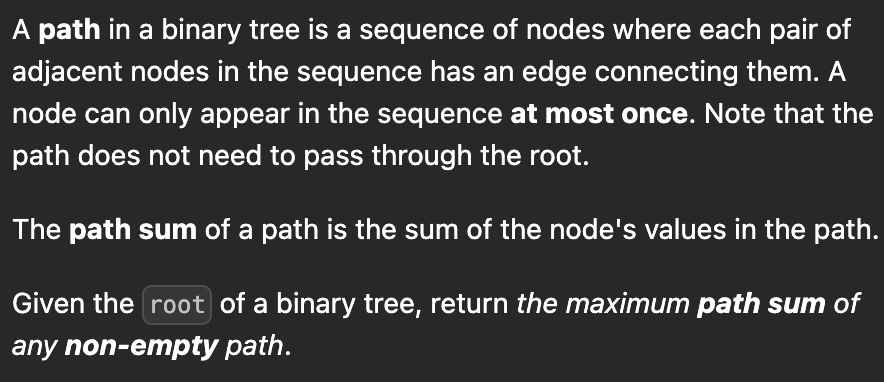 A path in a binary tree is a sequence of nodes where each pair of
adjacent nodes in the sequence has an edge connecting them. A
node can only appear in the sequence at most once. Note that the
path does not need to pass through the root.
The path sum of a path is the sum of the node's values in the path.
Given the root of a binary tree, return the maximum path sum of
any non-empty path.